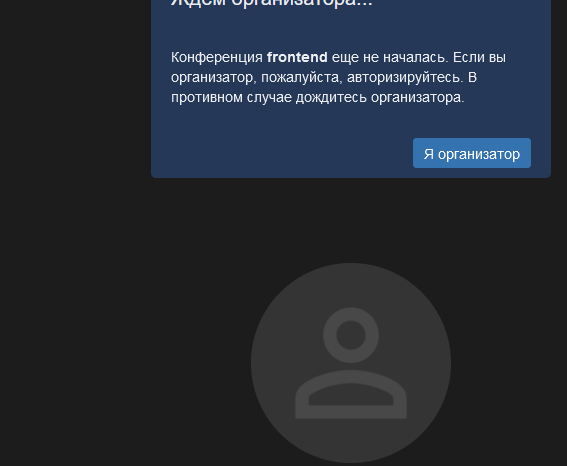 Ждем организатора...
Конференция frontend еще не началась. Если вы
организатор, пожалуйста, авторизируйтесь. В
противном случае дождитесь организатора.
Я организатор